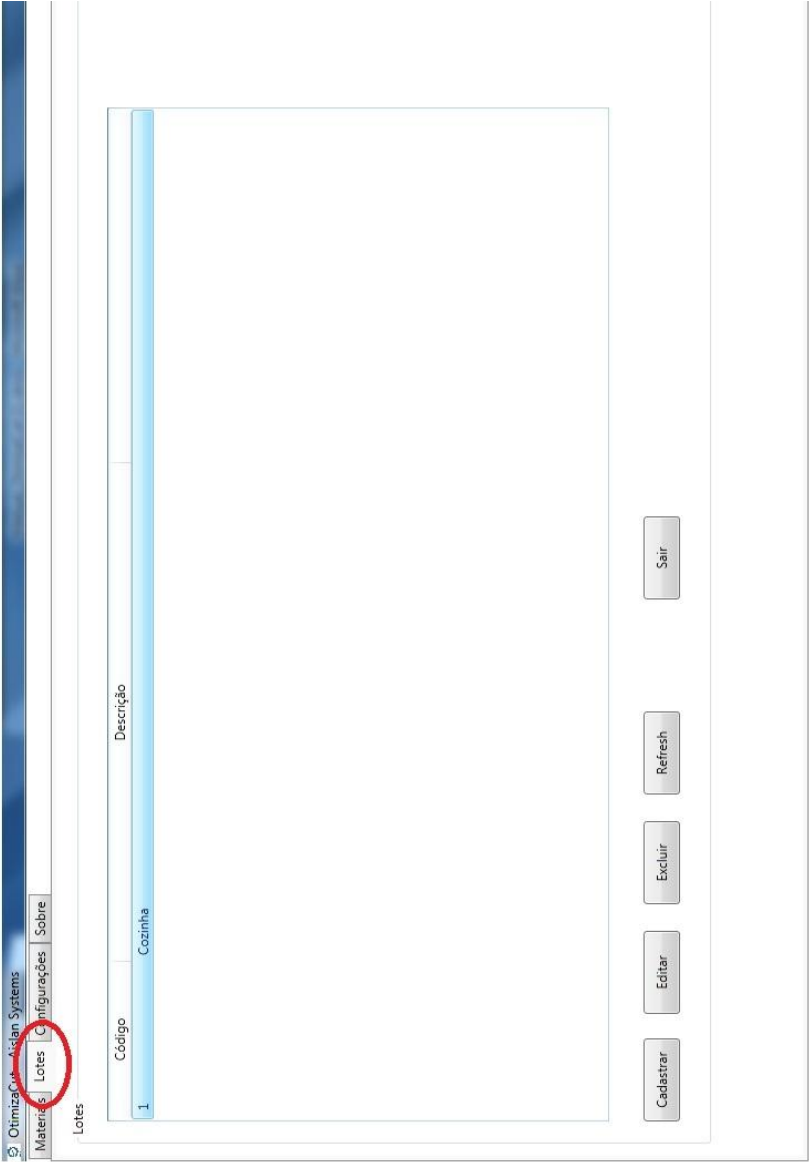 OtimizaCut - Aislan Systems
Materiais Lotes Configurações Sobre
Lotes
Código Descrição
1 Cozinha
Cadastrar Editar Excluir Refresh Sair